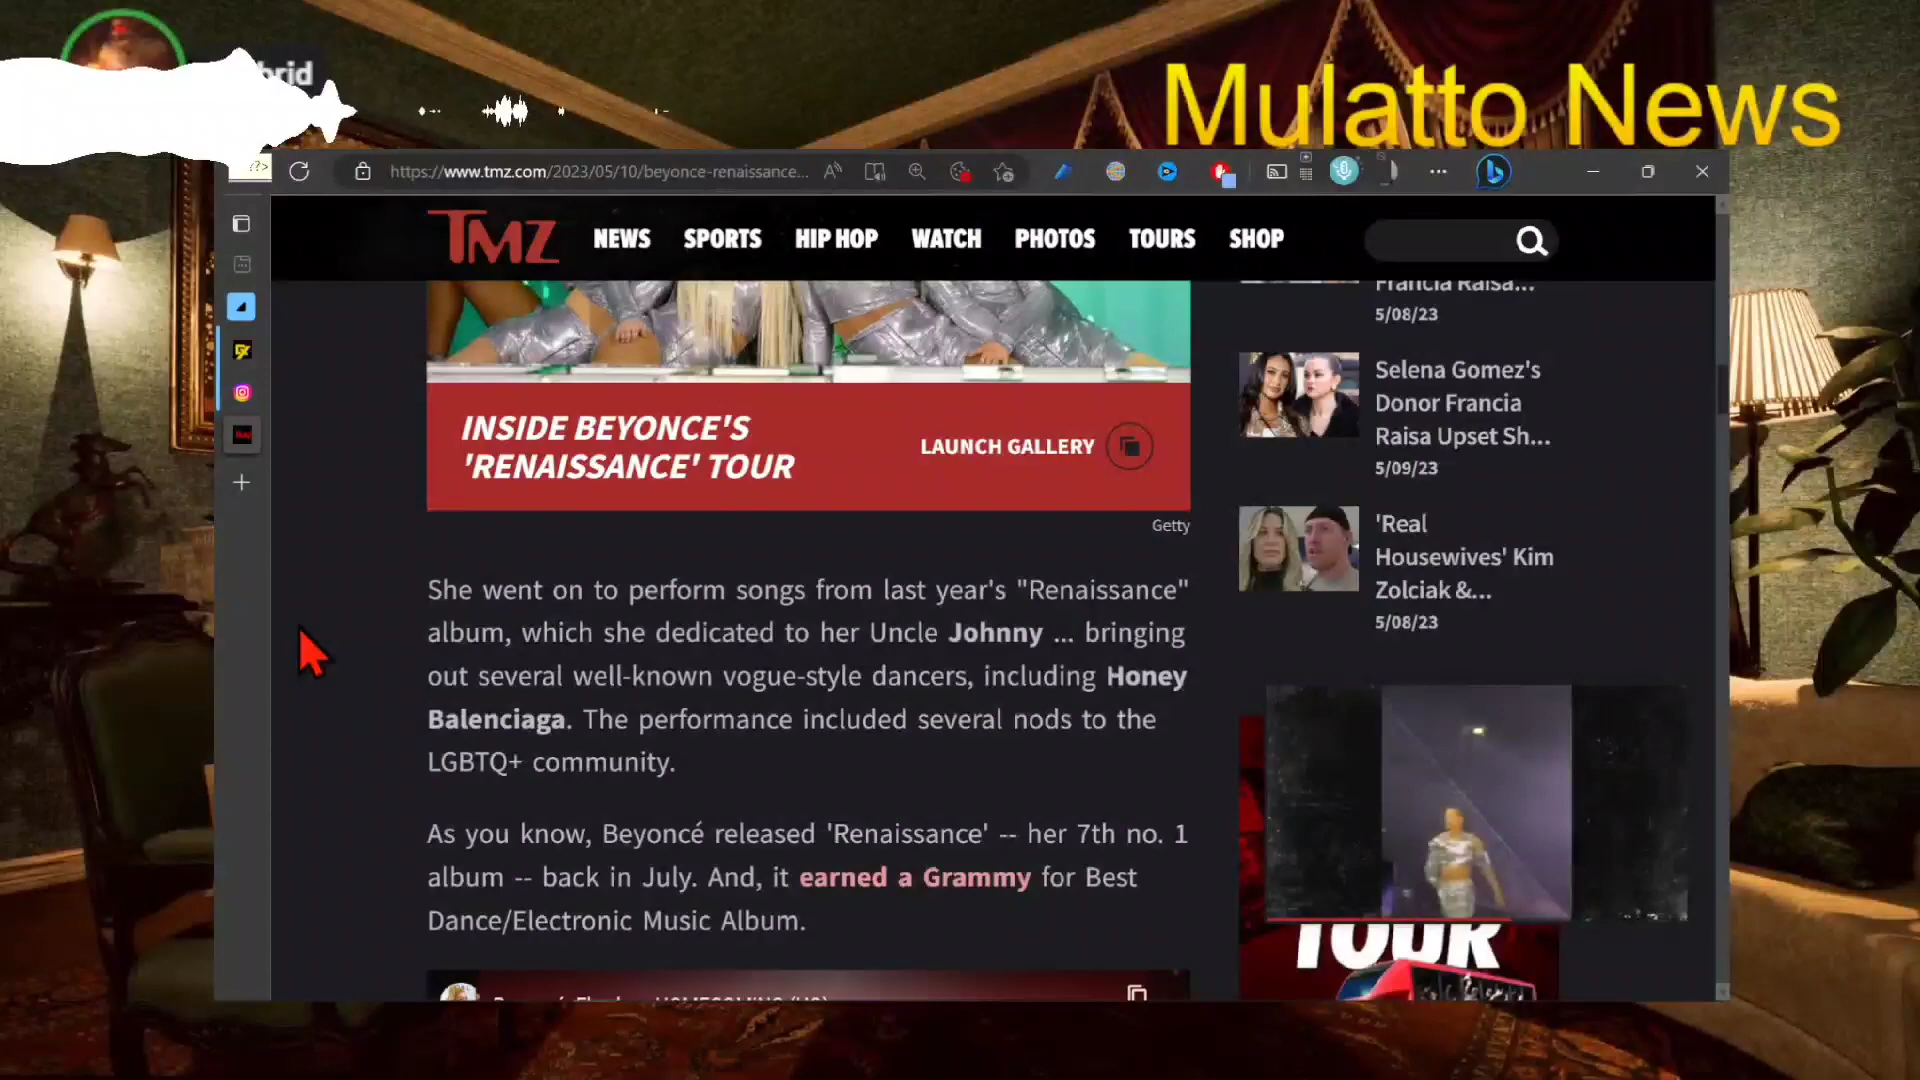 brid
Mulatto News
https://www.tmz.com/2023/05/10/beyonce-renaissance...
TMZ
NEWS SPORTS HIP HOP WATCH PHOTOS TOURS SHOP
Francia Raisa...
5/08/23
Selena Gomez's
Donor Francia
Raisa Upset Sh...
5/09/23
'Real
Housewives' Kim
Zolciak &...
5/08/23
INSIDE BEYONCE'S
'RENAISSANCE' TOUR
LAUNCH GALLERY
Getty
She went on to perform songs from last year's "Renaissance"
album, which she dedicated to her Uncle Johnny ... bringing
out several well-known vogue-style dancers, including Honey
Balenciaga. The performance included several nods to the
LGBTQ+ community.
As you know, Beyoncé released 'Renaissance' -- her 7th no. 1
album -- back in July. And, it earned a Grammy for Best
Dance/Electronic Music Album.
TOUR